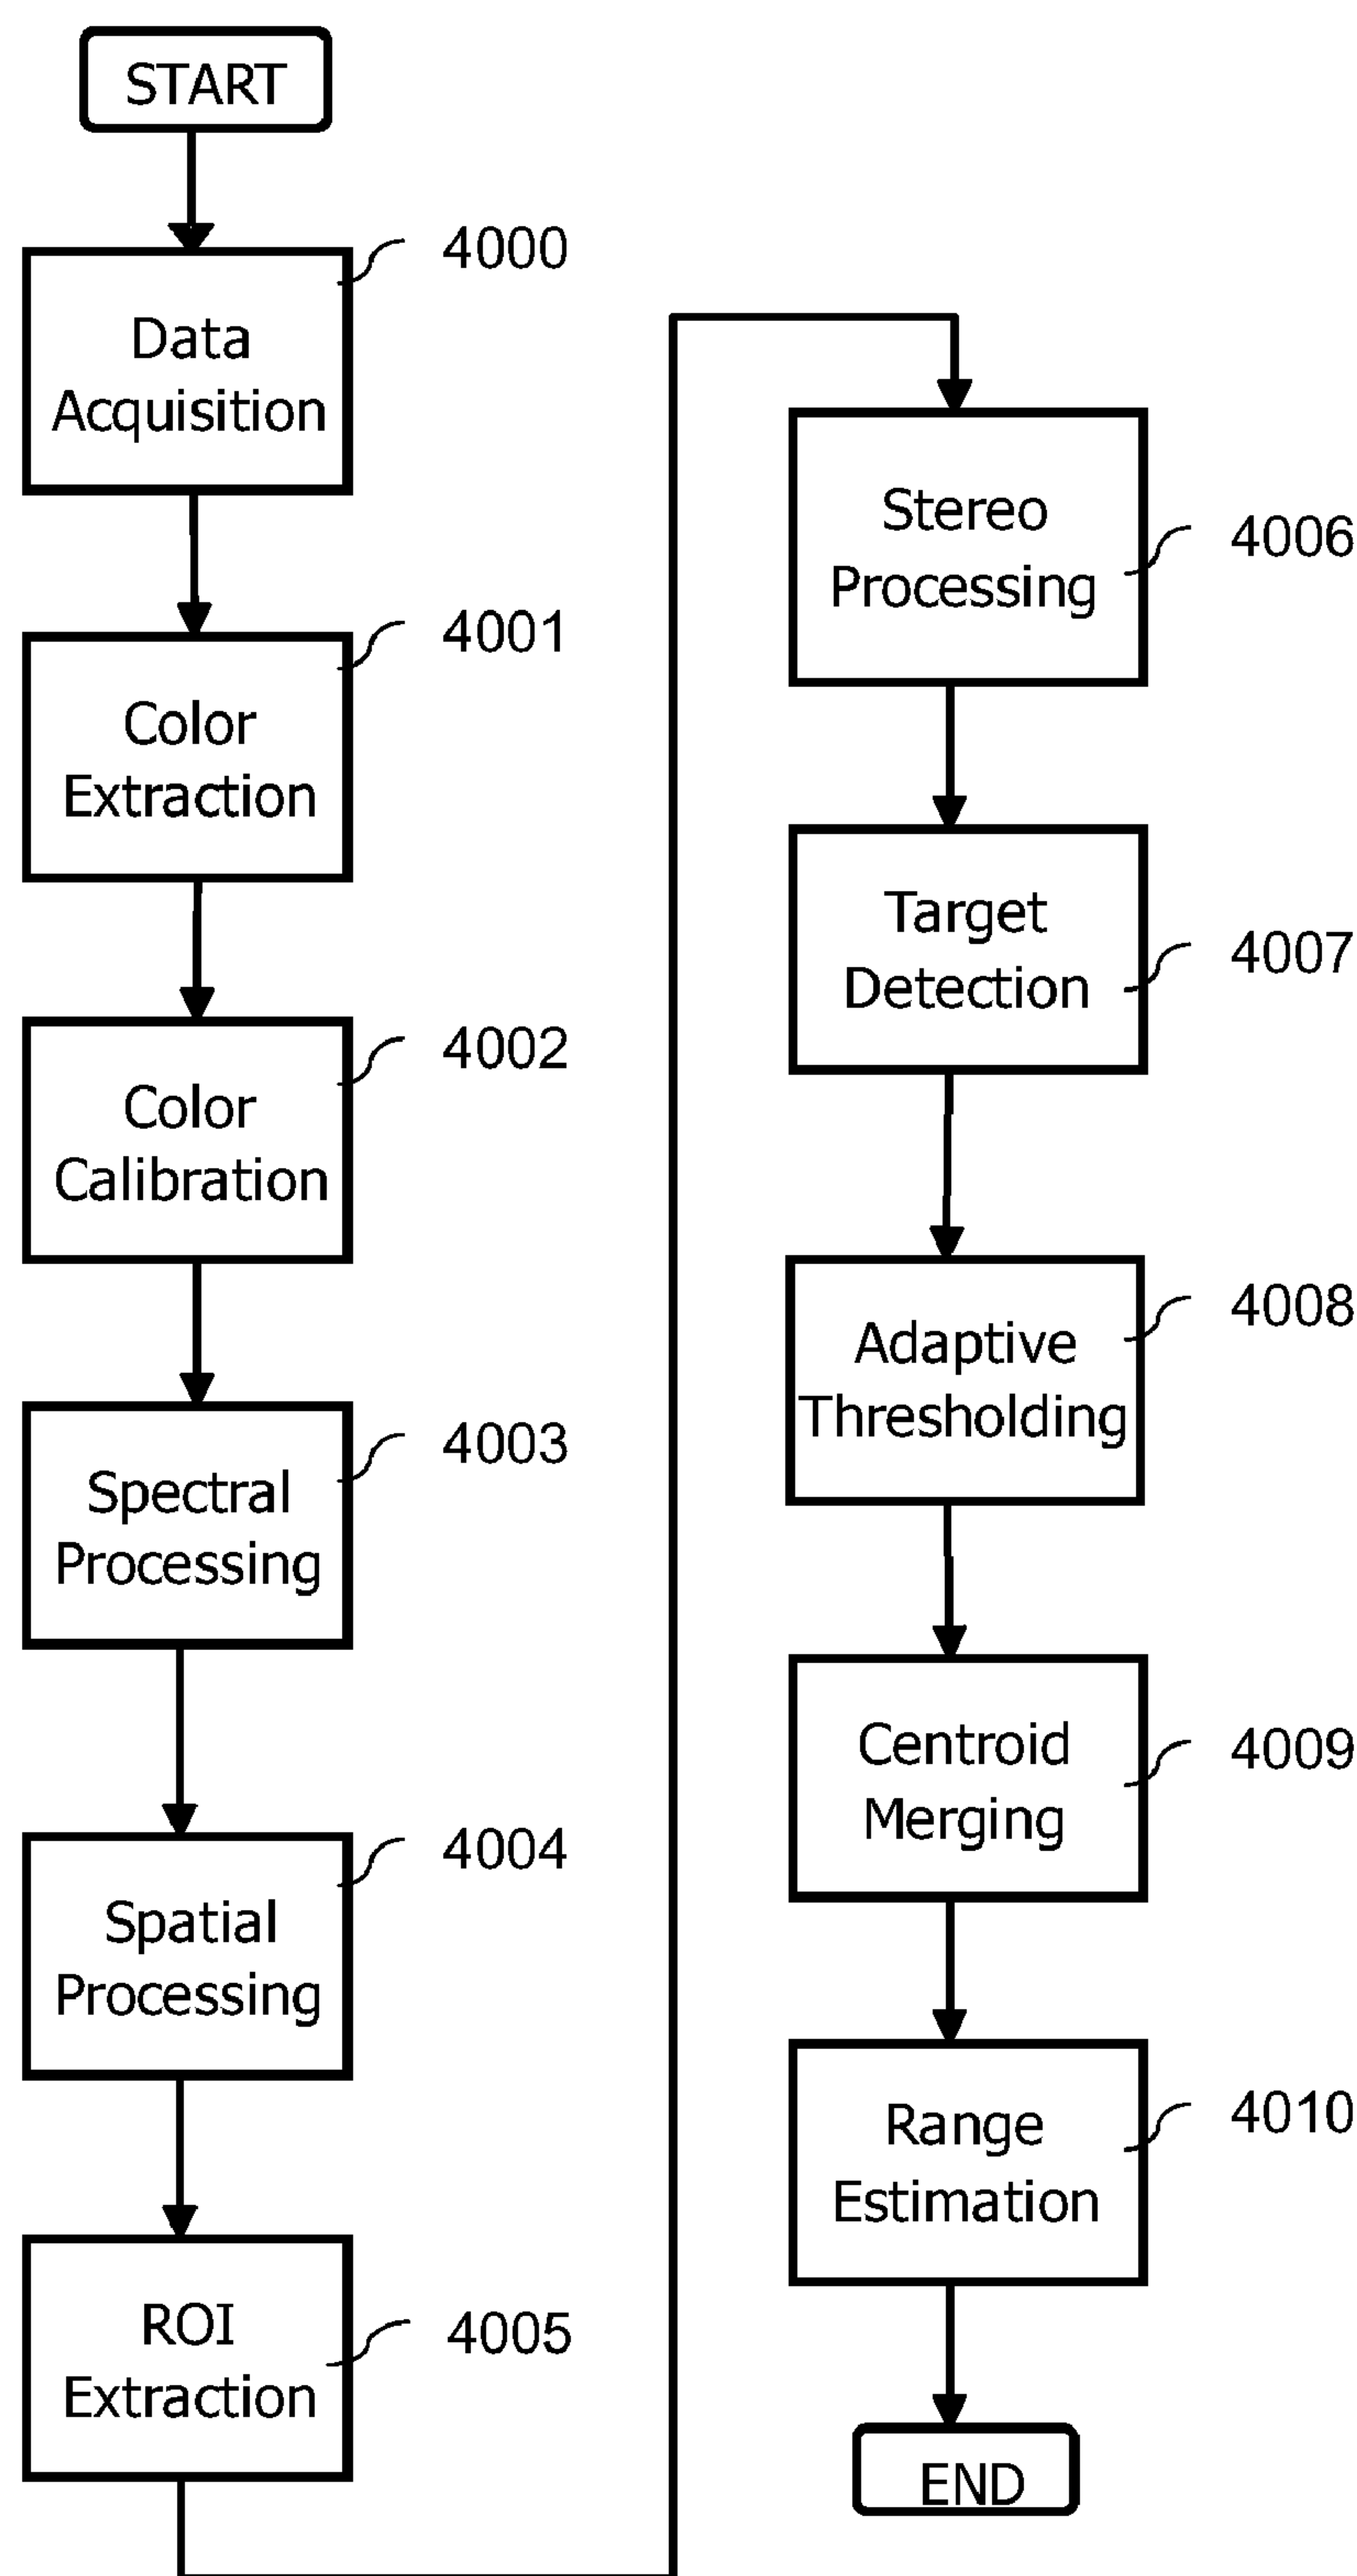 START
4000
Data
Acquisition
4001
Color
Extraction
4002
Color
Calibration
4003
Spectral
Processing
4004
Spatial
Processing
4005
ROI
Extraction
4006
Stereo
Processing
4007
Target
Detection
4008
Adaptive
Thresholding
4009
Centroid
Merging
4010
Range
Estimation
END